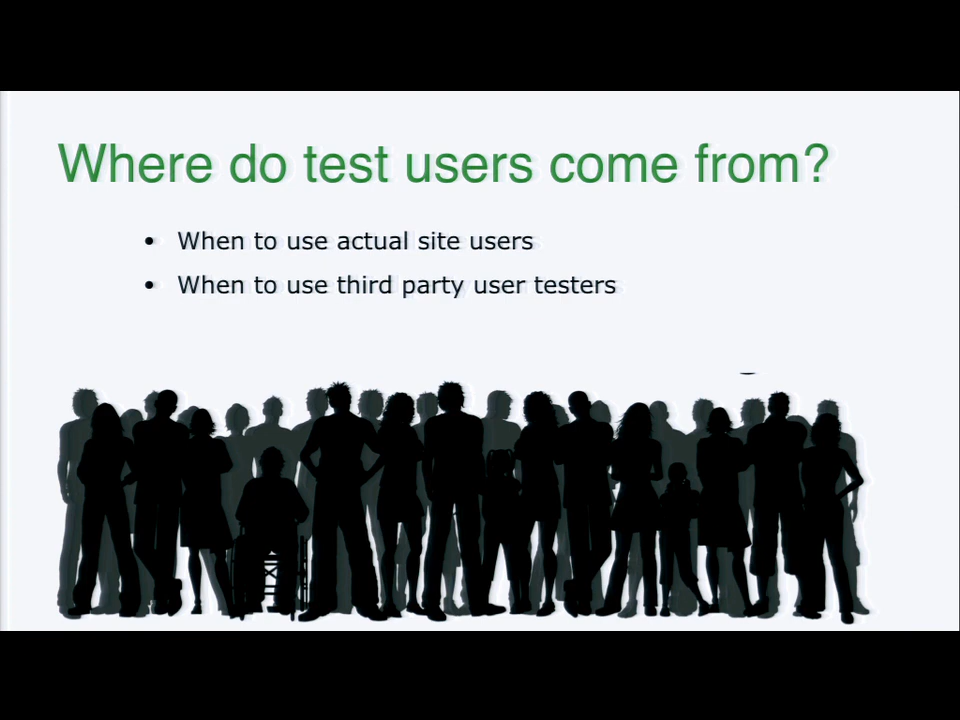 Where do test users come from?
• When to use actual site users
• When to use third party user testers